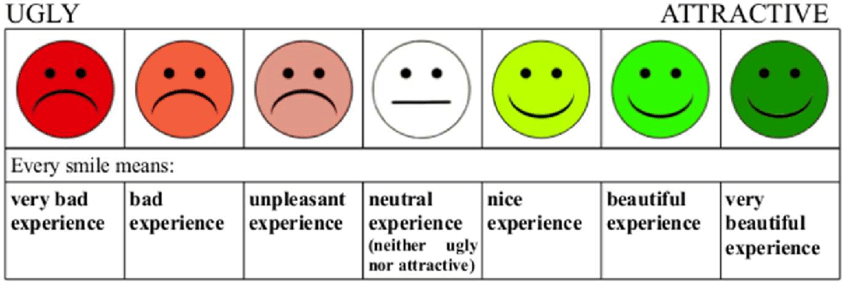 UGLY ATTRACTIVE
Every smile means:
very bad experience
bad experience
unpleasant experience
neutral experience
(neither ugly nor attractive)
nice experience
beautiful experience
very beautiful experience